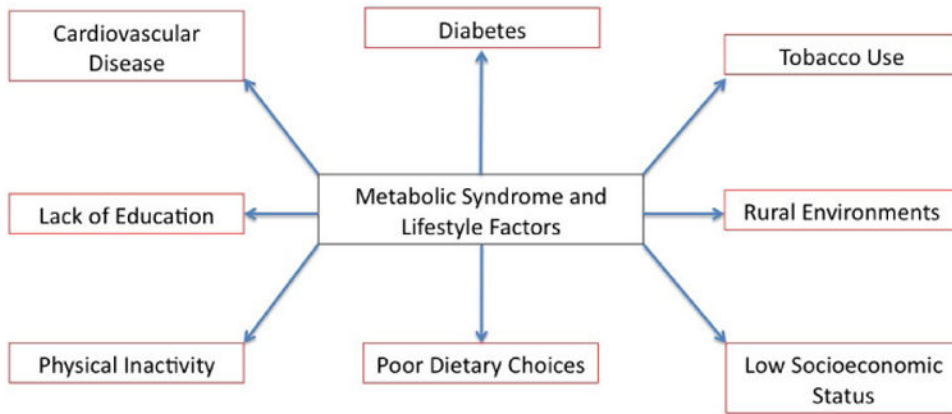 Cardiovascular
Disease
Diabetes
Tobacco Use
Lack of Education
Metabolic Syndrome and
Lifestyle Factors
Rural Environments
Physical Inactivity
Poor Dietary Choices
Low Socioeconomic
Status